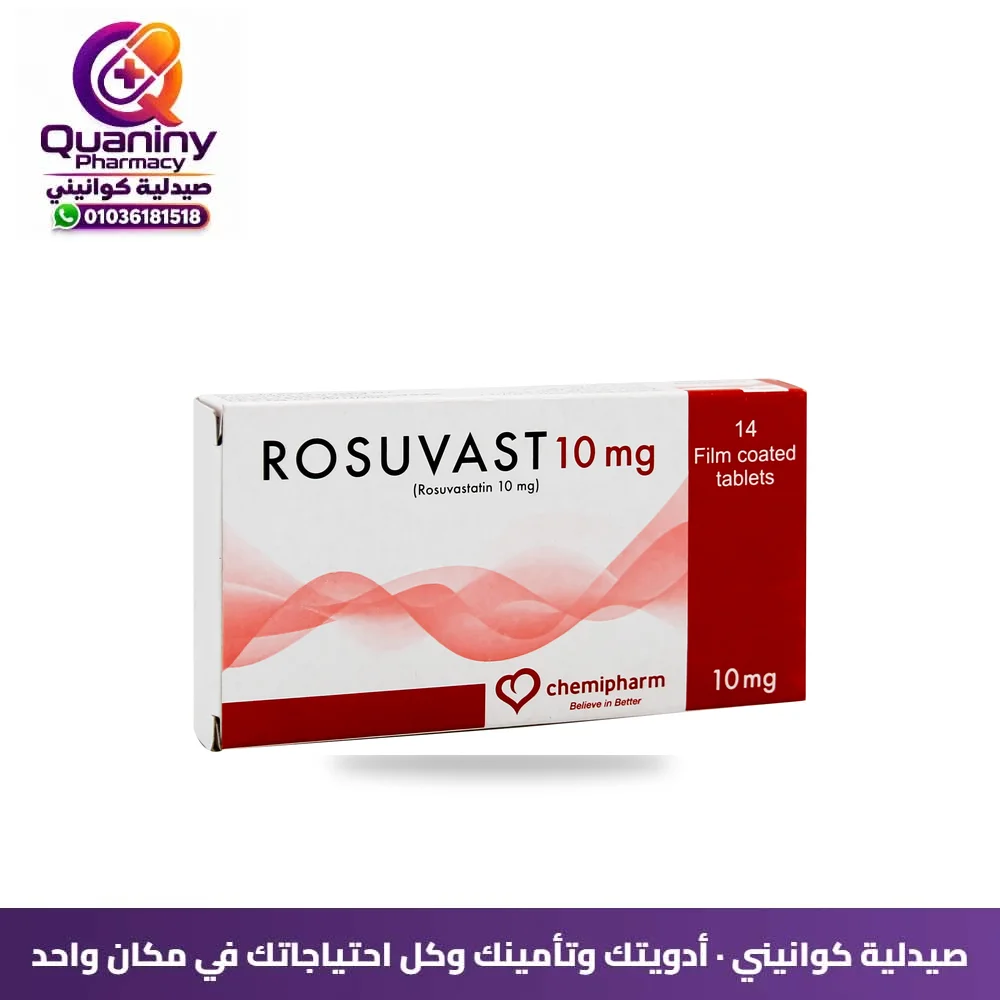 Quaniny
Pharmacy
صيدلية كوانيني
01036181518
ROSUVAST 10 mg
(Rosuvastatin 10 mg)
14
Film coated
tablets
chemipharm
Believe in Better
10 mg
صيدلية كوانيني • أدويتك وتأمينك وكل احتياجاتك في مكان واحد